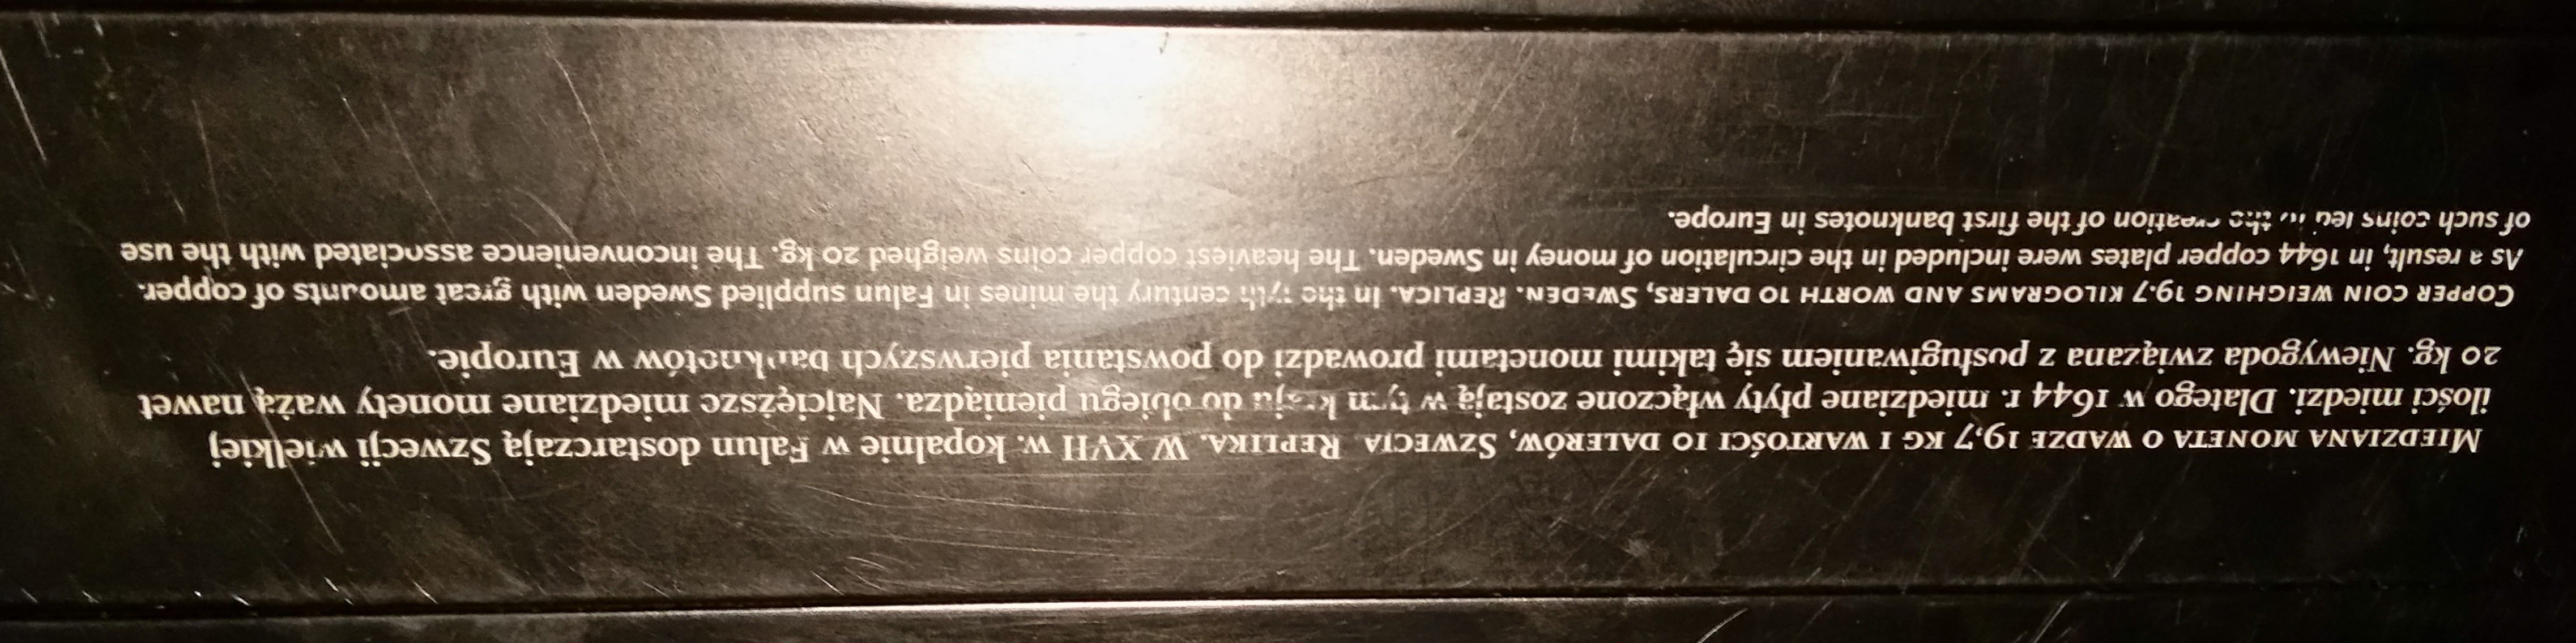 MIEDZIANA MONETA O WADZE 19,7 KG I WARTOŚCI 10 DALERÓW, SZWECJA. REPLIKA. W XVII w. kopalnie w Falun dostarczają Szwecji wielkiej
ilości miedzi. Dlatego w 1644 r. miedziane płyty włączone zostają w tym kraju do obiegu pieniądza. Najcięższe miedziane monety ważą nawet
20 kg. Niewygoda związana z posługiwaniem się takimi monetami prowadzi do powstania pierwszych banknotów w Europie.
COPPER COIN WEIGHING 19.7 KILOGRAMS AND WORTH 10 DALERS, SWEDEN. REPLICA. In the 17th century the mines in Falun supplied Sweden with great amounts of copper.
As a result, in 1644 copper plates were included in the circulation of money in Sweden. The heaviest copper coins weighed 20 kg. The inconvenience associated with the use
of such coins led to the creation of the first banknotes in Europe.